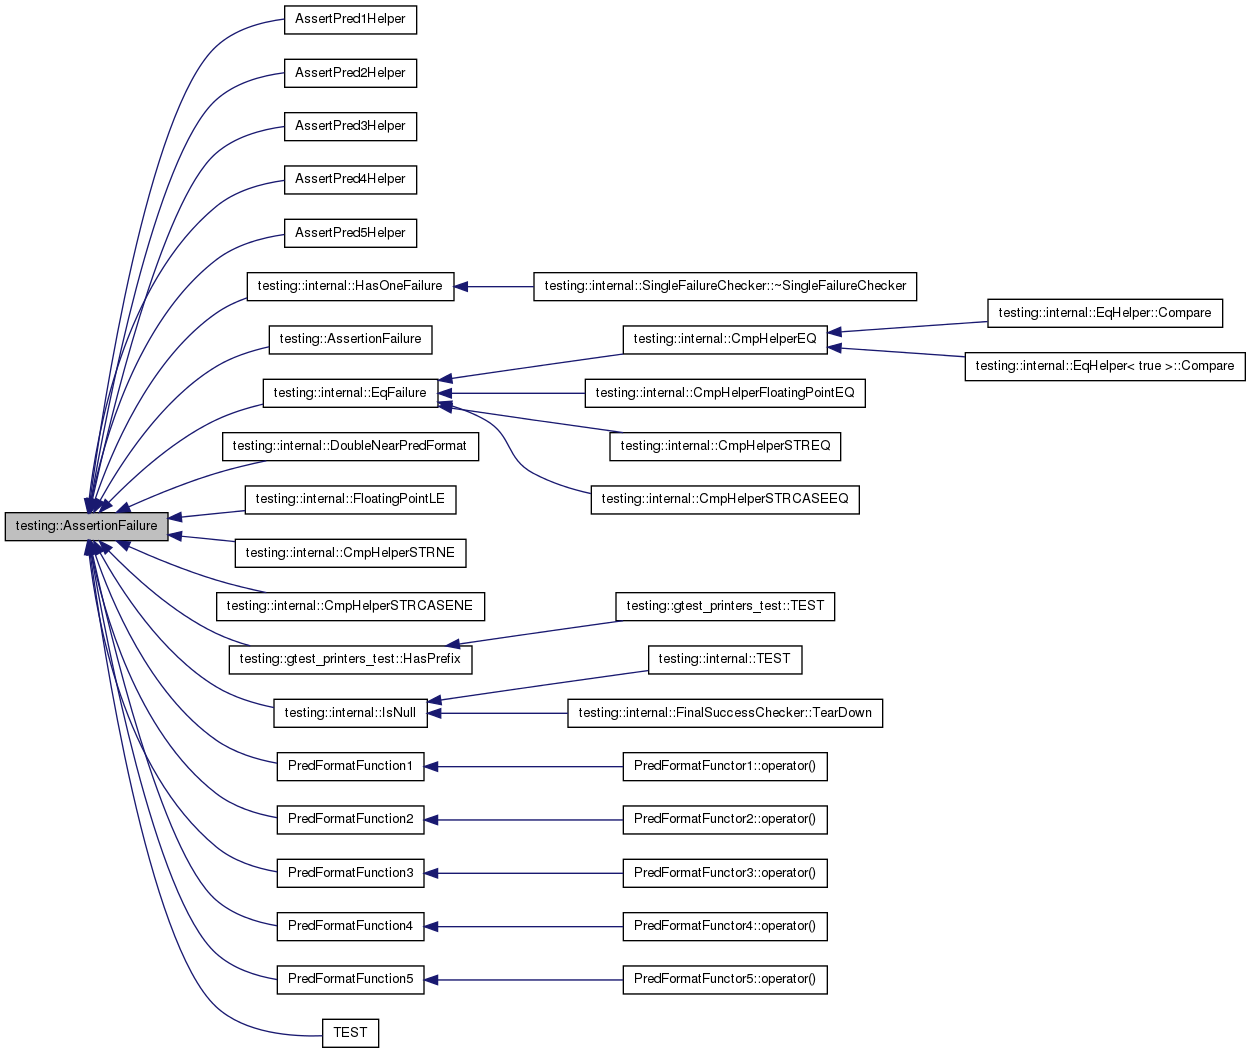 AssertPred1Helper
AssertPred2Helper
AssertPred3Helper
AssertPred4Helper
AssertPred5Helper
testing::internal::HasOneFailure
testing::internal::SingleFailureChecker::~SingleFailureChecker
testing::AssertionFailure
testing::internal::CmpHelperEQ
testing::internal::EqHelper::Compare
testing::internal::EqHelper< true >::Compare
testing::internal::EqFailure
testing::internal::CmpHelperFloatingPointEQ
testing::internal::DoubleNearPredFormat
testing::internal::CmpHelperSTREQ
testing::internal::FloatingPointLE
testing::internal::CmpHelperSTRCASEEQ
testing::AssertionFailure
testing::internal::CmpHelperSTRNE
testing::internal::CmpHelperSTRCASENE
testing::gtest_printers_test::TEST
testing::gtest_printers_test::HasPrefix
testing::internal::TEST
testing::internal::IsNull
testing::internal::FinalSuccessChecker::TearDown
PredFormatFunction1
PredFormatFunctor1::operator()
PredFormatFunction2
PredFormatFunctor2::operator()
PredFormatFunction3
PredFormatFunctor3::operator()
PredFormatFunction4
PredFormatFunctor4::operator()
PredFormatFunction5
PredFormatFunctor5::operator()
TEST